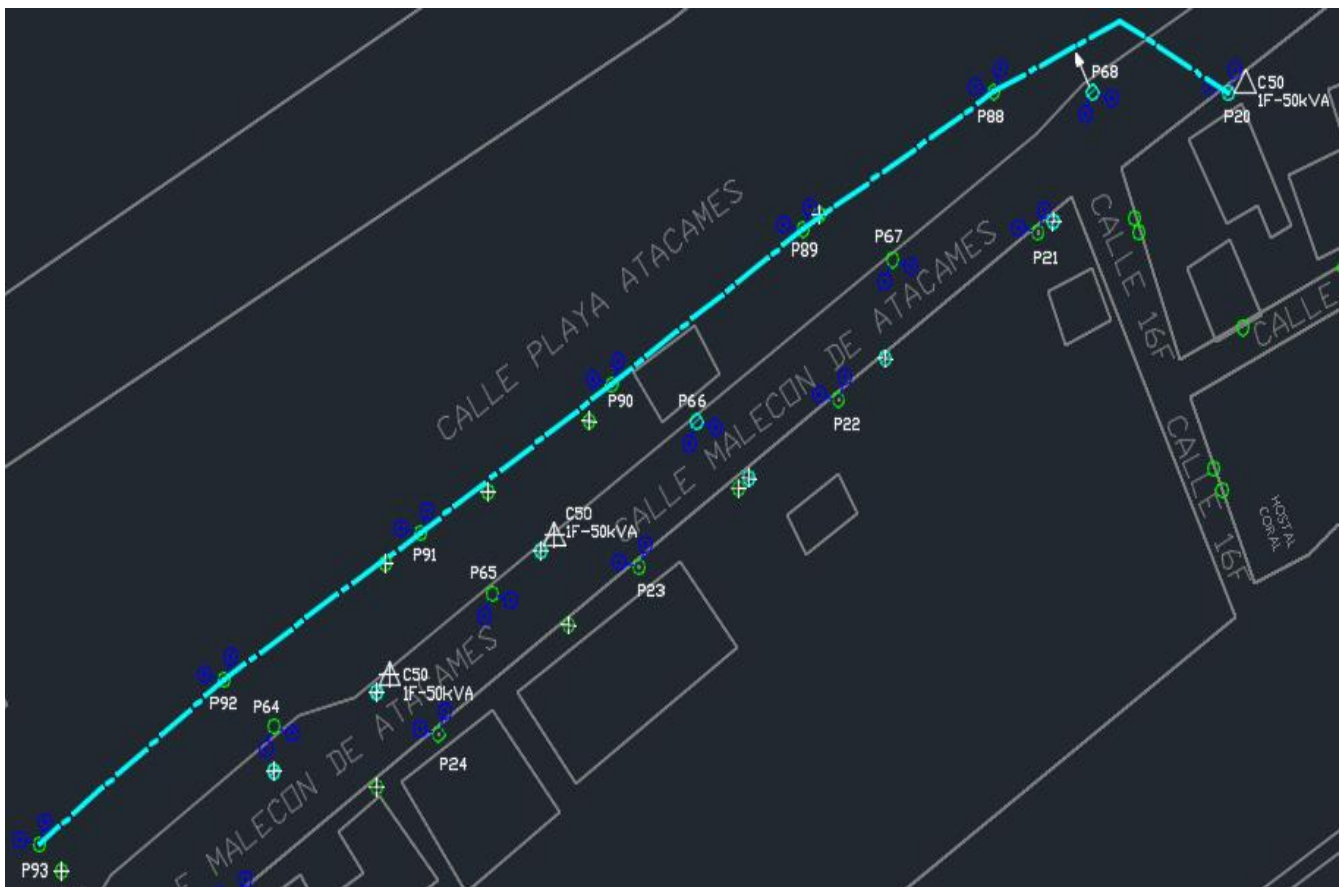 P68
C50
1F-50kVA
P88
P20
P89
P67
P21
CALLE PLAYA ATACAMES
CALLE 16F
CALLE
P90
P66
P22
CALLE MALECON DE ATACAMES
CALLE 16F
HOSTAL
CORAL
C50
1F-50kVA
P91
P65
P23
C50
1F-50kVA
P92
P64
P24
E MALECON DE ATACAMES
P93